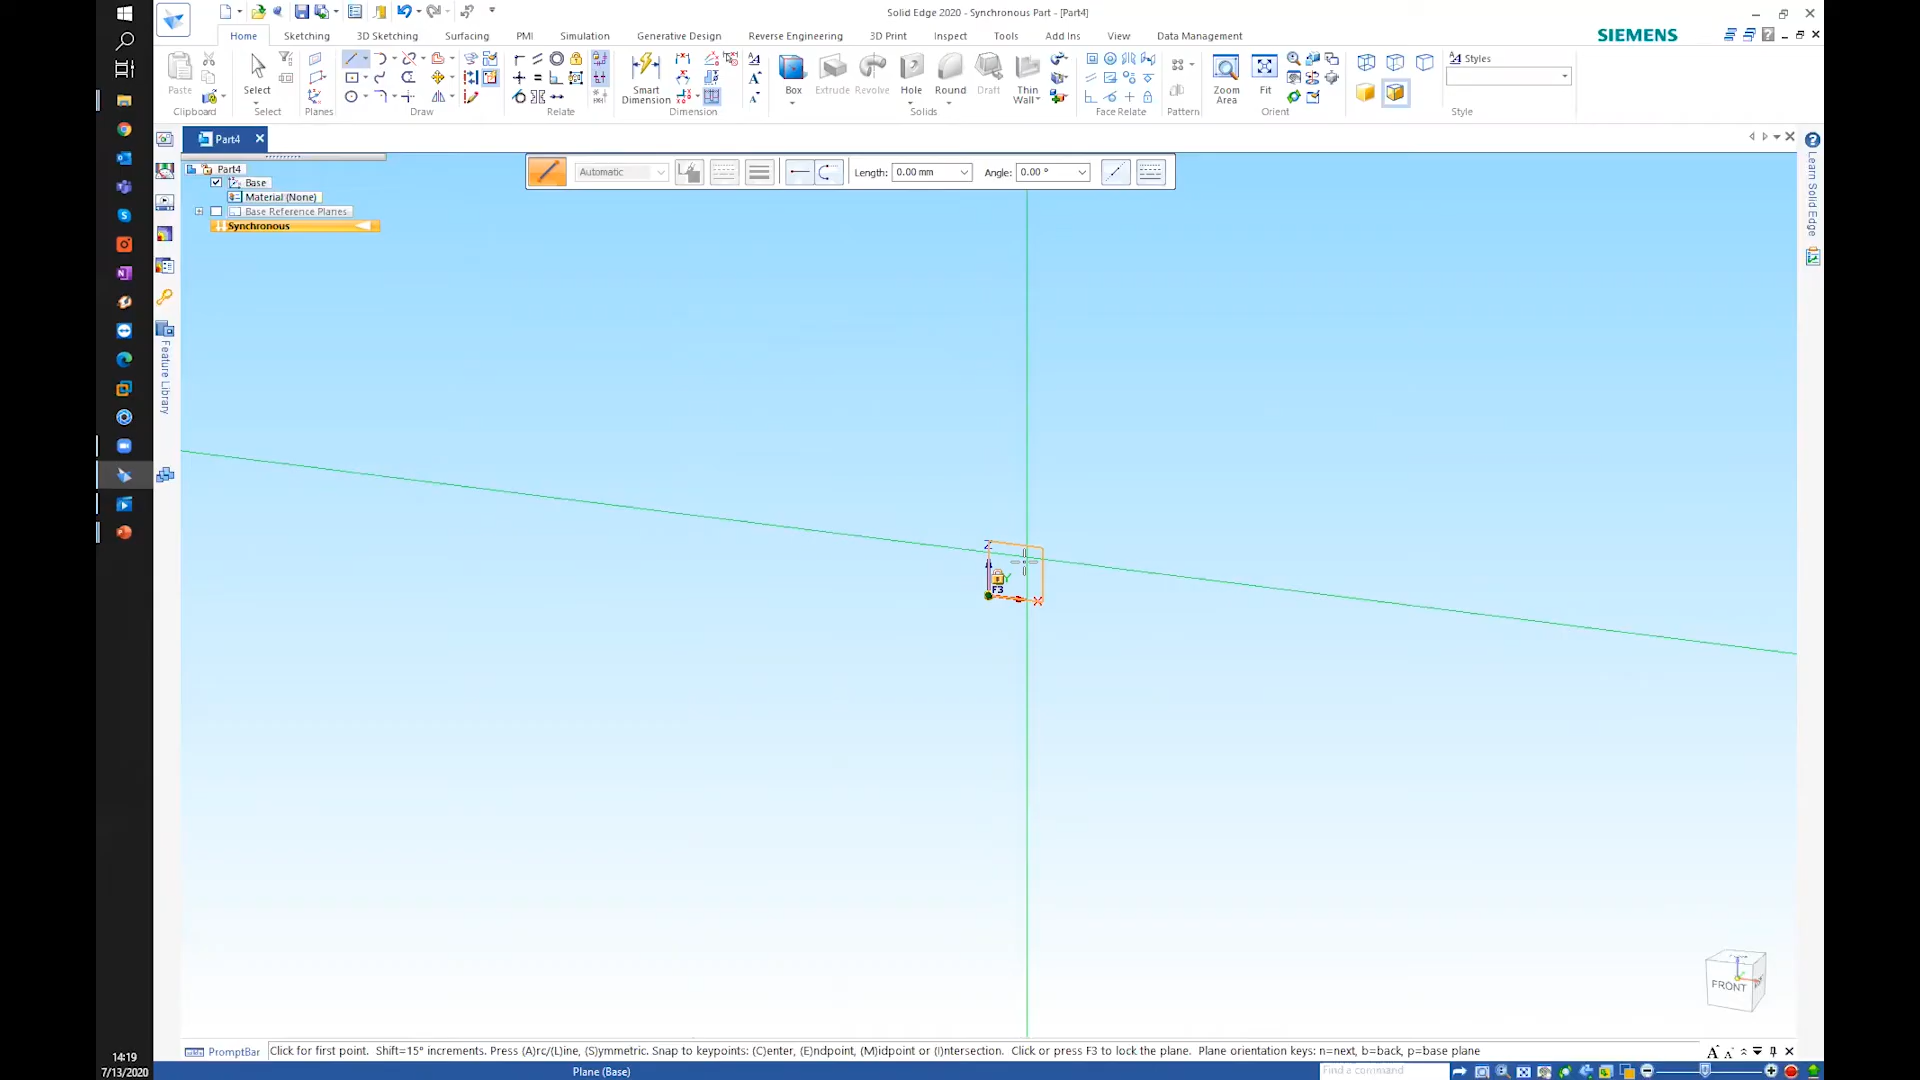 Solid Edge 2020 - Synchronous Part - [Part4]
Home Sketching 3D Sketching Surfacing PMI Simulation Generative Design Reverse Engineering 3D Print Inspect Tools Add Ins View Data Management
SIEMENS
Paste Select Smart Dimension Box Extrude Revolve Hole Round Draft Thin Wall Zoom Area Fit Styles
Clipboard Select Planes Draw Relate Dimension Solids Face Relate Pattern Orient Style
Part4
Part4
Base
Material (None)
Base Reference Planes
Synchronous
Automatic Length: 0.00 mm Angle: 0.00 °
Learn Solid Edge
Feature Library
Z
Y
F3
X
FRONT
14:19
7/13/2020
PromptBar Click for first point. Shift=15° increments. Press (A)rc/(L)ine, (S)ymmetric. Snap to keypoints: (C)enter, (E)ndpoint, (M)idpoint or (I)ntersection. Click or press F3 to lock the plane. Plane orientation keys: n=next, b=back, p=base plane
Plane (Base) Find a command